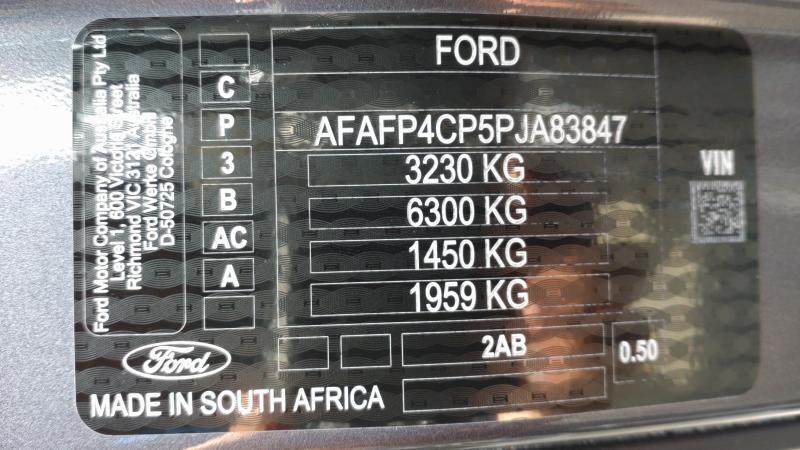 Ford Motor Company of Australia Pty Ltd
Level 1, 600 Victoria Street
Richmond VIC 3121 Australia
Ford Werke GmbH
D-50725 Cologne
C
P
3
B
AC
A
FORD
AFAFP4CP5PJA83847
3230 KG
6300 KG
1450 KG
1959 KG
VIN
Ford
2AB
0.50
MADE IN SOUTH AFRICA